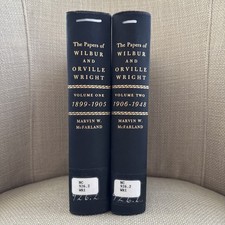 The Papers of
WILBUR
AND
ORVILLE
WRIGHT
VOLUME ONE
1899-1905
MARVIN W.
McFARLAND
The Papers of
WILBUR
AND
ORVILLE
WRIGHT
VOLUME TWO
1906-1948
MARVIN W.
McFARLAND